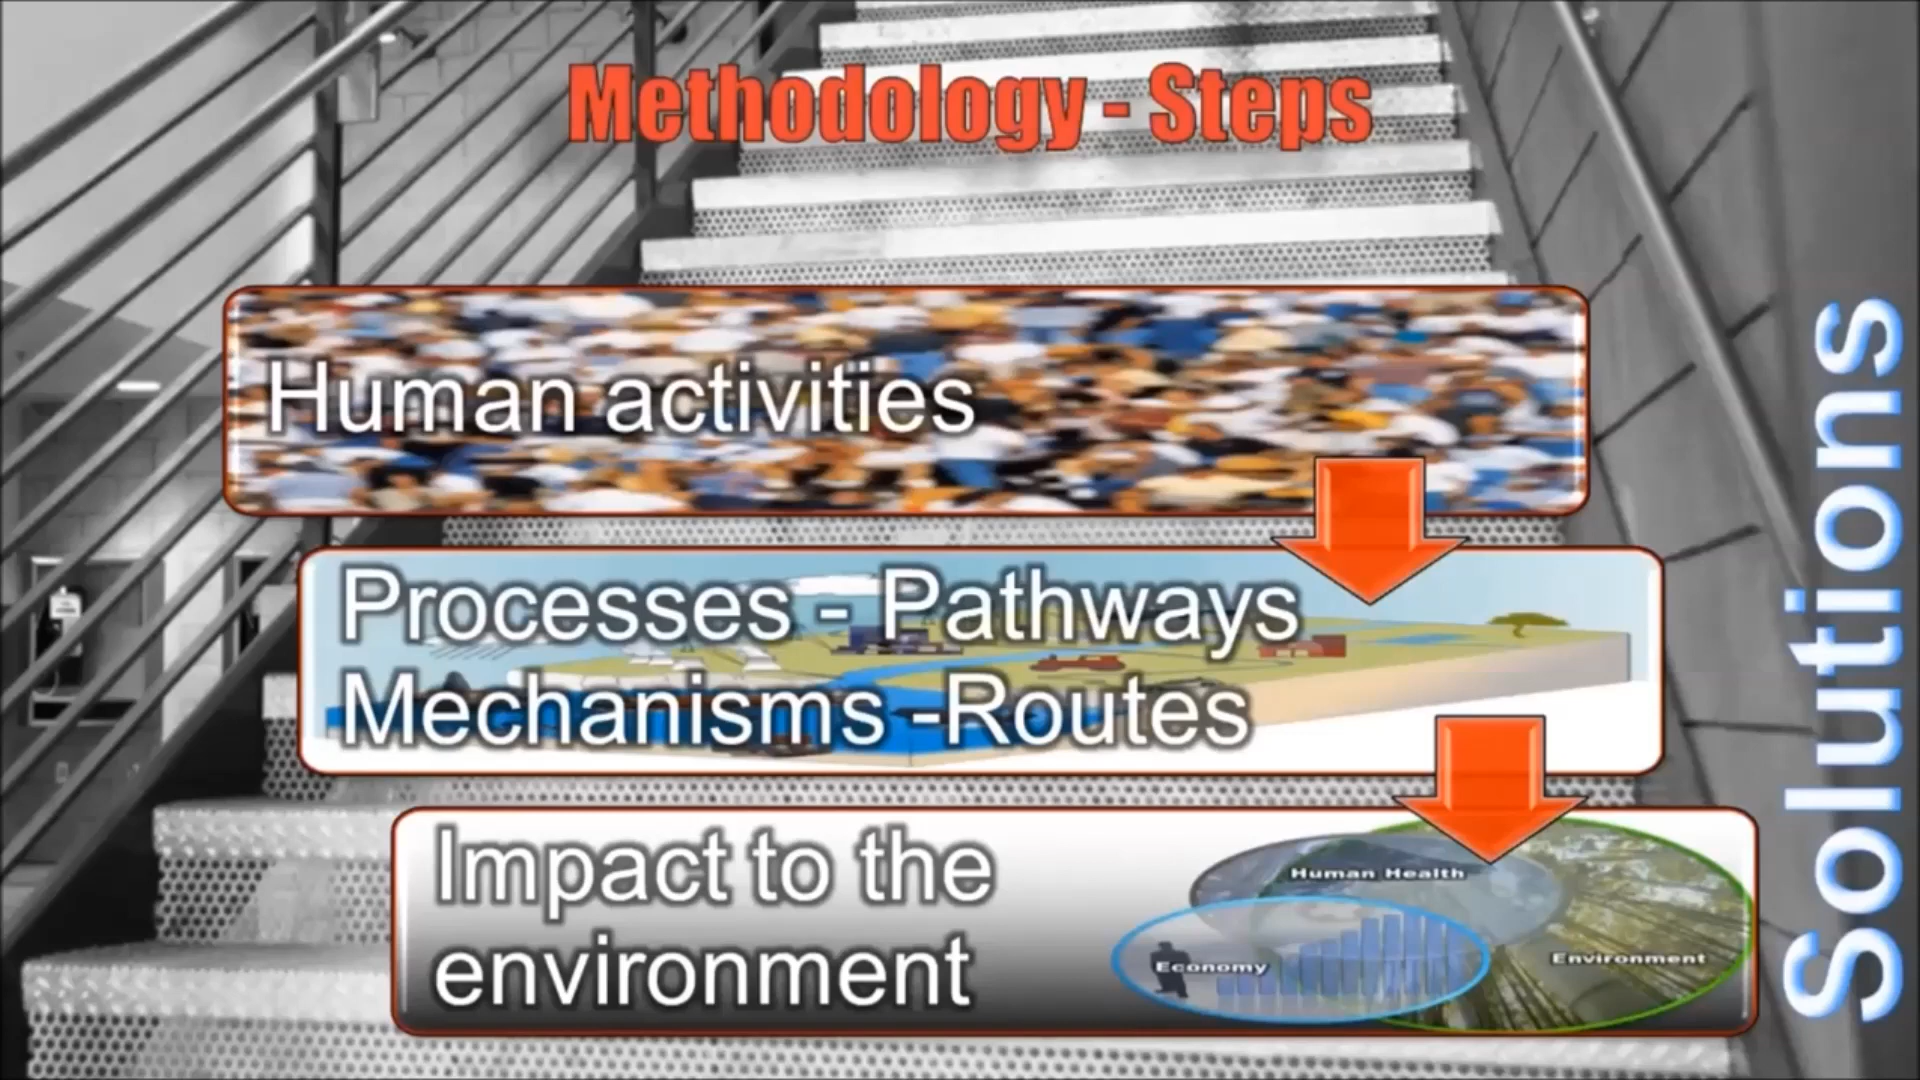 Methodology - Steps
Human activities
Processes - Pathways
Mechanisms -Routes
Impact to the
environment
Human Health
Economy
Environment
Solutions